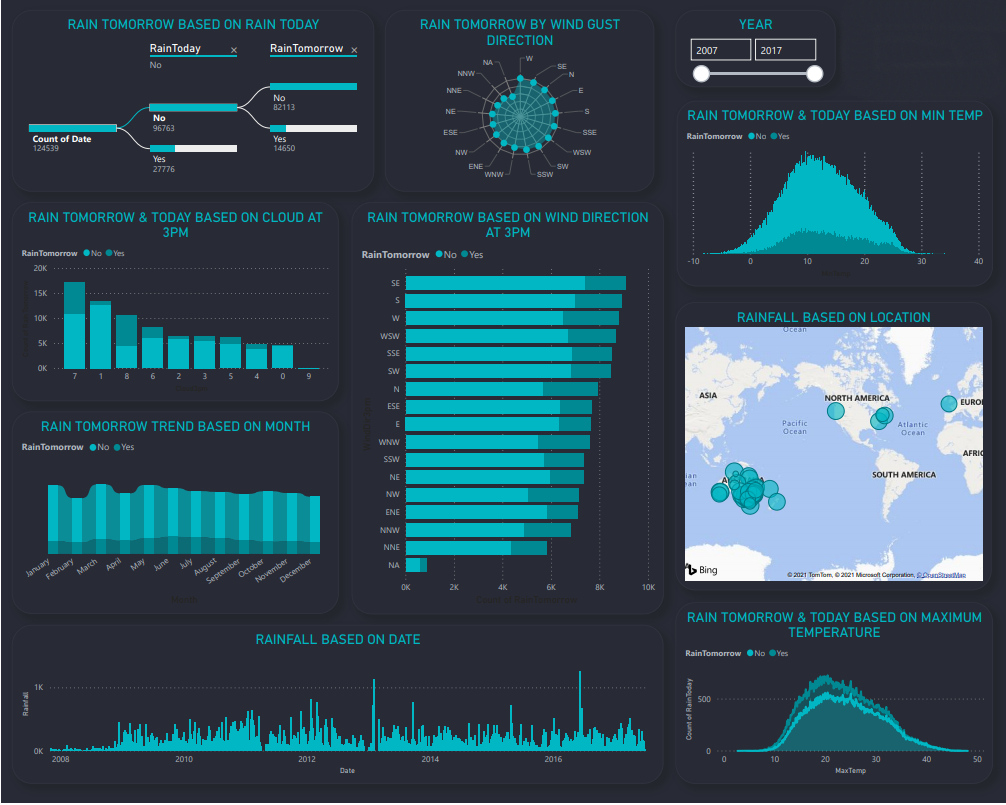 RAIN TOMORROW BASED ON RAIN TODAY
RainToday ×
No
RainTomorrow ×
Count of Date
124539
No
96763
Yes
27776
No
82113
Yes
14650
RAIN TOMORROW BY WIND GUST
DIRECTION
W
SE
N
E
S
SSE
WSW
SW
SSW
WNW
ENE
NW
ESE
NE
NNE
NNW
NA
YEAR
2007 2017
RAIN TOMORROW & TODAY BASED ON MIN TEMP
RainTomorrow No Yes
-10 0 10 20 30 40
RAIN TOMORROW & TODAY BASED ON CLOUD AT
3PM
RainTomorrow No Yes
20K
15K
10K
5K
0K
7 1 8 6 2 3 5 4 0 9
RAIN TOMORROW BASED ON WIND DIRECTION
AT 3PM
RainTomorrow No Yes
SE
S
W
WSW
SSE
SW
N
ESE
E
WNW
SSW
NE
NW
ENE
NNW
NNE
NA
0K 2K 4K 6K 8K 10K
RAINFALL BASED ON LOCATION
Ocean
Ocean
ASIA
NORTH AMERICA
EURO
Pacific
Ocean
Atlantic
Ocean
AFRIC
SOUTH AMERICA
ian
ean
A
Bing
© 2021 TomTom, © 2021 Microsoft Corporation, © OpenStreetMap
RAIN TOMORROW TREND BASED ON MONTH
RainTomorrow No Yes
January
February
March
April
May
June
July
August
September
October
November
December
Month
RAINFALL BASED ON DATE
Rainfall
1K
0K
2008 2010 2012 2014 2016
Date
RAIN TOMORROW & TODAY BASED ON MAXIMUM
TEMPERATURE
RainTomorrow No Yes
Count of RainToday
500
0
0 10 20 30 40 50
MaxTemp